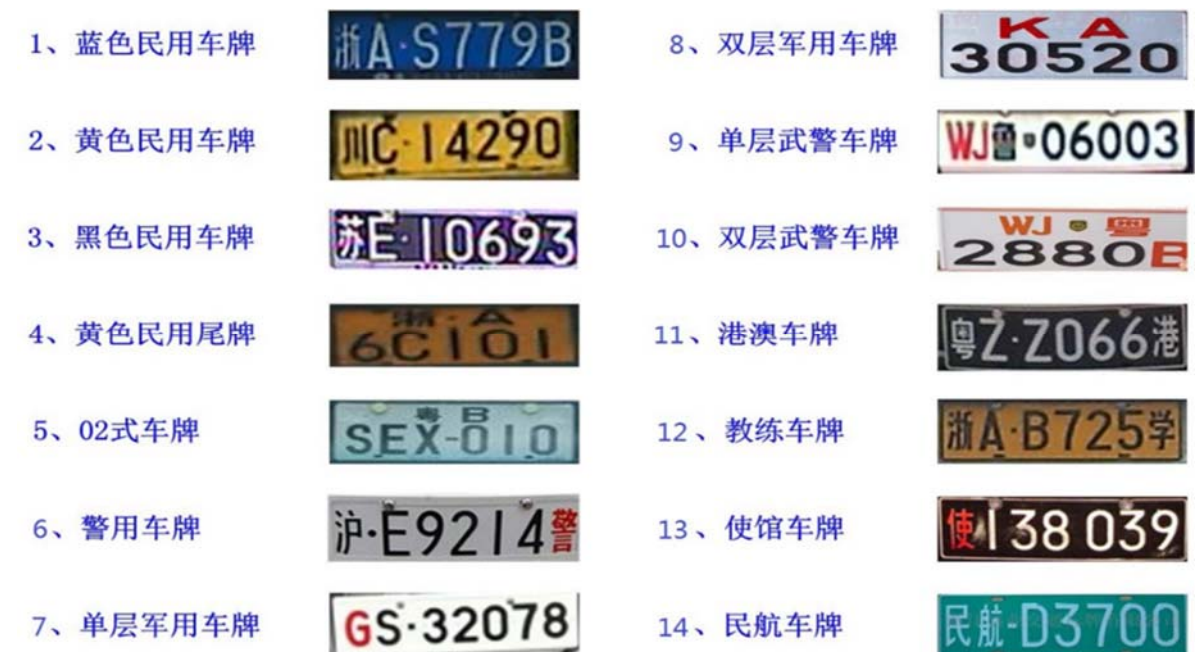 1、蓝色民用车牌
浙A·S779B
2、黄色民用车牌
川C·14290
3、黑色民用车牌
苏E·10693
4、黄色民用尾牌
浙·A
6C101
5、02式车牌
粤B
SEX-010
6、警用车牌
沪·E9214警
7、单层军用车牌
GS·32078
8、双层军用车牌
KA
30520
9、单层武警车牌
WJ鲁·06003
10、双层武警车牌
WJ·粤
2880B
11、港澳车牌
粤Z·Z066港
12、教练车牌
浙A·B725学
13、使馆车牌
使138 039
14、民航车牌
民航-D3700